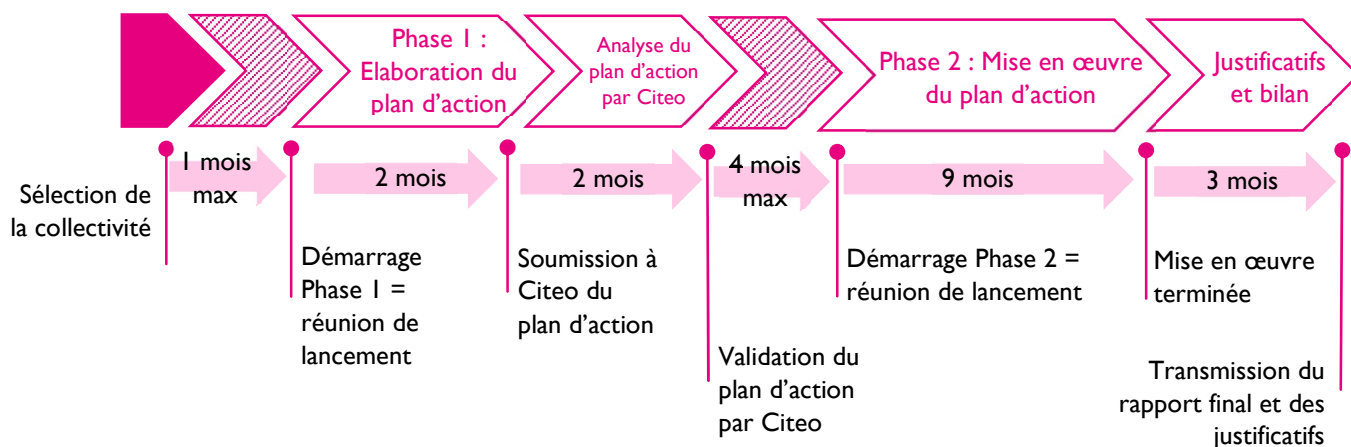 Phase 1 :
Elaboration du
plan d’action
Analyse du
plan d’action
par Citeo
Phase 2 : Mise en œuvre
du plan d’action
Justificatifs
et bilan
1 mois
max
2 mois
2 mois
4 mois
max
9 mois
3 mois
Sélection de
la collectivité
Démarrage
Phase 1 =
réunion de
lancement
Soumission à
Citeo du
plan d’action
Validation du
plan d’action
par Citeo
Démarrage Phase 2 =
réunion de lancement
Mise en œuvre
terminée
Transmission du
rapport final et des
justificatifs